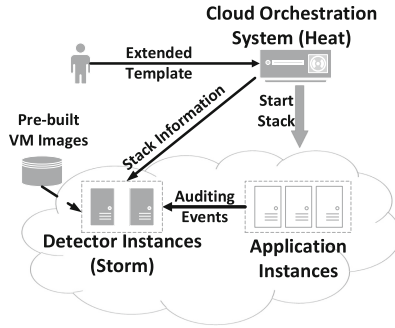 Cloud Orchestration
System (Heat)
Extended
Template
Stack Information
Start
Stack
Pre-built
VM Images
Auditing
Events
Detector Instances
(Storm)
Application
Instances